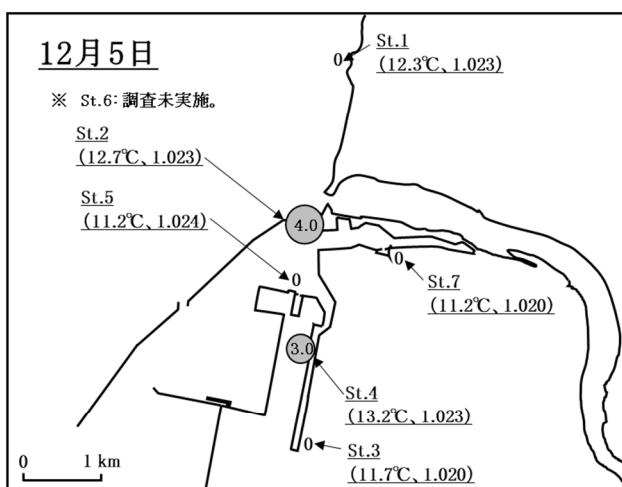 12月5日
※ St.6：調査未実施。
St.1
0
(12.3℃、1.023)
St.2
(12.7℃、1.023)
4.0
St.5
(11.2℃、1.024)
0
0
St.7
(11.2℃、1.020)
3.0
St.4
(13.2℃、1.023)
0
St.3
(11.7℃、1.020)
0 1 km